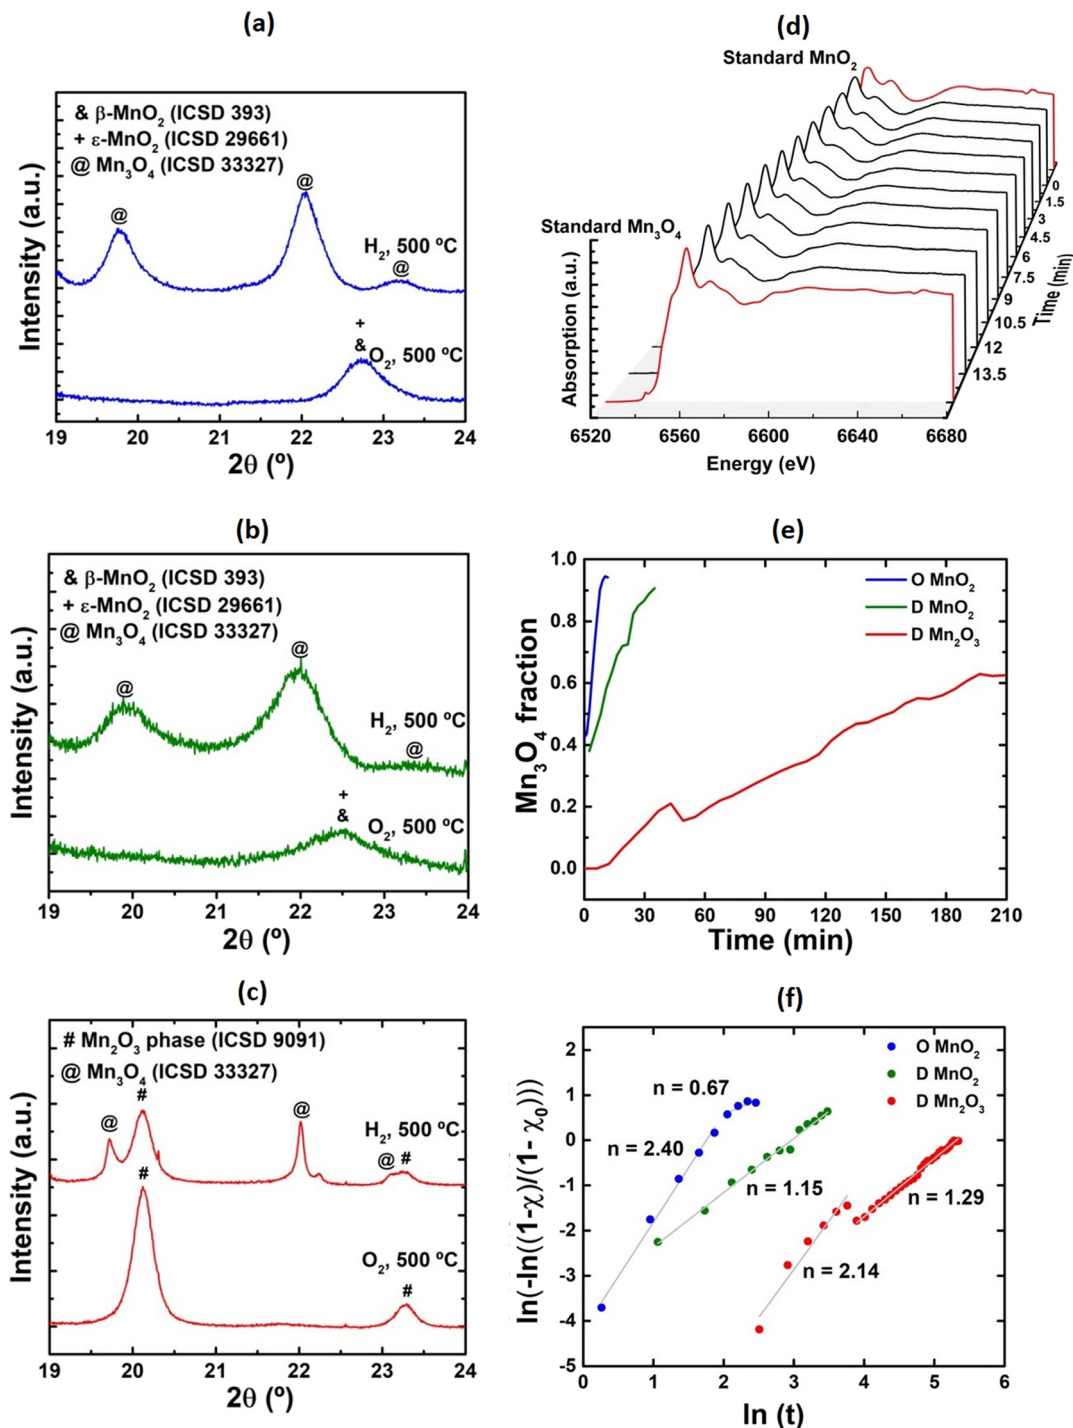 (a)
& β-MnO₂ (ICSD 393)
+ ε-MnO₂ (ICSD 29661)
@ Mn₃O₄ (ICSD 33327)
@
@
H₂, 500 ºC
@
+
&
O₂, 500 ºC
Intensity (a.u.)
19 20 21 22 23 24
2θ (º)
(d)
Standard MnO₂
Standard Mn₃O₄
Absorption (a.u.)
0
1.5
3
4.5
6
7.5
9
10.5
12
13.5
Time (min)
6520 6560 6600 6640 6680
Energy (eV)
(b)
& β-MnO₂ (ICSD 393)
+ ε-MnO₂ (ICSD 29661)
@ Mn₃O₄ (ICSD 33327)
@
@
H₂, 500 ºC
@
+
&
O₂, 500 ºC
Intensity (a.u.)
19 20 21 22 23 24
2θ (º)
(e)
1.0
0.8
0.6
0.4
0.2
0.0
Mn₃O₄ fraction
O MnO₂
D MnO₂
D Mn₂O₃
0 30 60 90 120 150 180 210
Time (min)
(c)
# Mn₂O₃ phase (ICSD 9091)
@ Mn₃O₄ (ICSD 33327)
@
#
@
H₂, 500 ºC
@ #
#
O₂, 500 ºC
#
Intensity (a.u.)
19 20 21 22 23 24
2θ (º)
(f)
2
1
0
-1
-2
-3
-4
-5
ln(-ln((1-χ)/(1- χ₀)))
O MnO₂
D MnO₂
D Mn₂O₃
n = 0.67
n = 2.40
n = 1.15
n = 1.29
n = 2.14
0 1 2 3 4 5 6
ln (t)